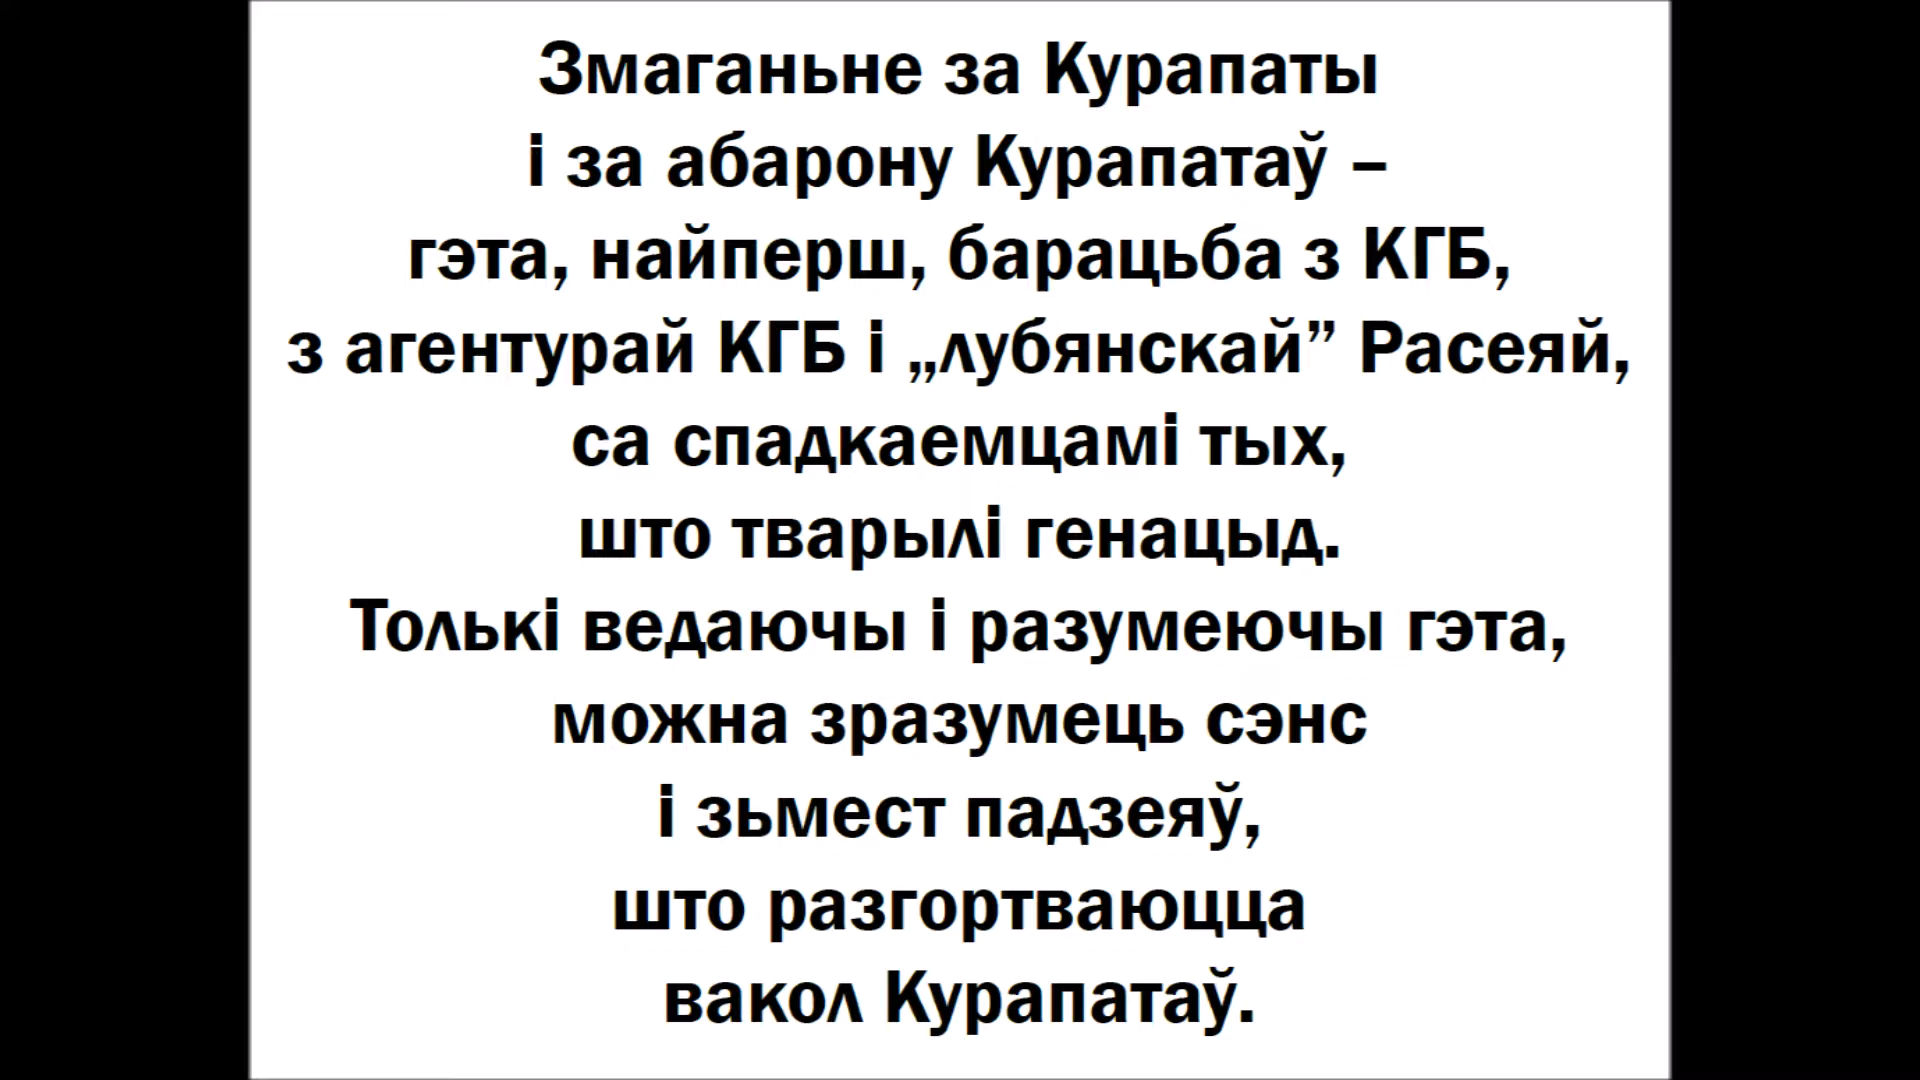 Змаганьне за Курапаты
і за абарону Курапатаў –
гэта, найперш, барацьба з КГБ,
з агентурай КГБ і „лубянскай” Расеяй,
са спадкаемцамі тых,
што тварылі генацыд.
Толькі ведаючы і разумеючы гэта,
можна зразумець сэнс
і зьмест падзеяў,
што разгортваюцца
вакол Курапатаў.